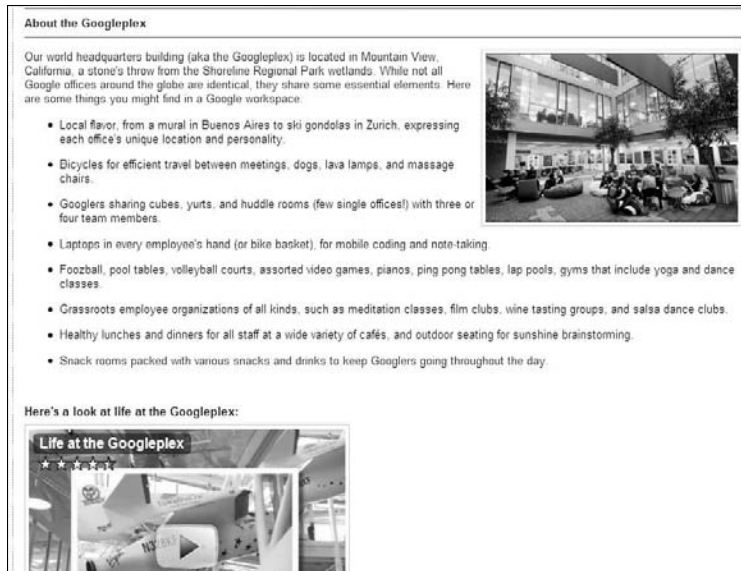 About the Googleplex
Our world headquarters building (aka the Googleplex) is located in Mountain View,
California, a stone's throw from the Shoreline Regional Park wetlands. While not all
Google offices around the globe are identical, they share some essential elements. Here
are some things you might find in a Google workspace:
• Local flavor, from a mural in Buenos Aires to ski gondolas in Zurich, expressing
each office's unique location and personality.
• Bicycles for efficient travel between meetings, dogs, lava lamps, and massage
chairs.
• Googlers sharing cubes, yurts, and huddle rooms (few single offices!) with three or
four team members.
• Laptops in every employee's hand (or bike basket), for mobile coding and note-taking.
• Foozball, pool tables, volleyball courts, assorted video games, pianos, ping pong tables, lap pools, gyms that include yoga and dance
classes.
• Grassroots employee organizations of all kinds, such as meditation classes, film clubs, wine tasting groups, and salsa dance clubs.
• Healthy lunches and dinners for all staff at a wide variety of cafés, and outdoor seating for sunshine brainstorming.
• Snack rooms packed with various snacks and drinks to keep Googlers going throughout the day.
Here's a look at life at the Googleplex:
Life at the Googleplex